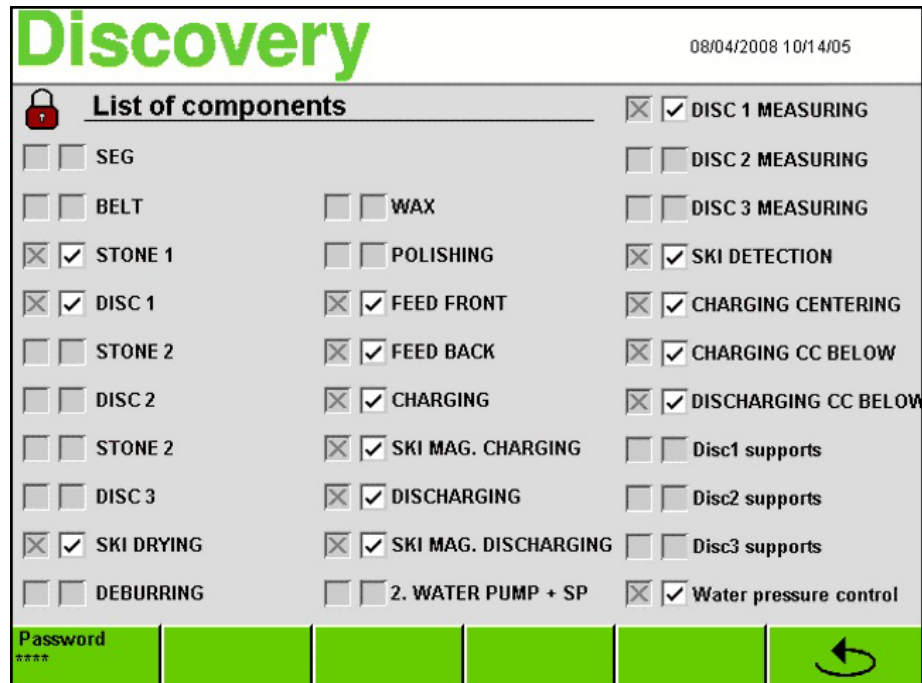 Discovery
08/04/2008 10/14/05
List of components
SEG
BELT
STONE 1
DISC 1
STONE 2
DISC 2
STONE 2
DISC 3
SKI DRYING
DEBURRING
WAX
POLISHING
FEED FRONT
FEED BACK
CHARGING
SKI MAG. CHARGING
DISCHARGING
SKI MAG. DISCHARGING
2. WATER PUMP + SP
DISC 1 MEASURING
DISC 2 MEASURING
DISC 3 MEASURING
SKI DETECTION
CHARGING CENTERING
CHARGING CC BELOW
DISCHARGING CC BELOW
Disc1 supports
Disc2 supports
Disc3 supports
Water pressure control
Password
****